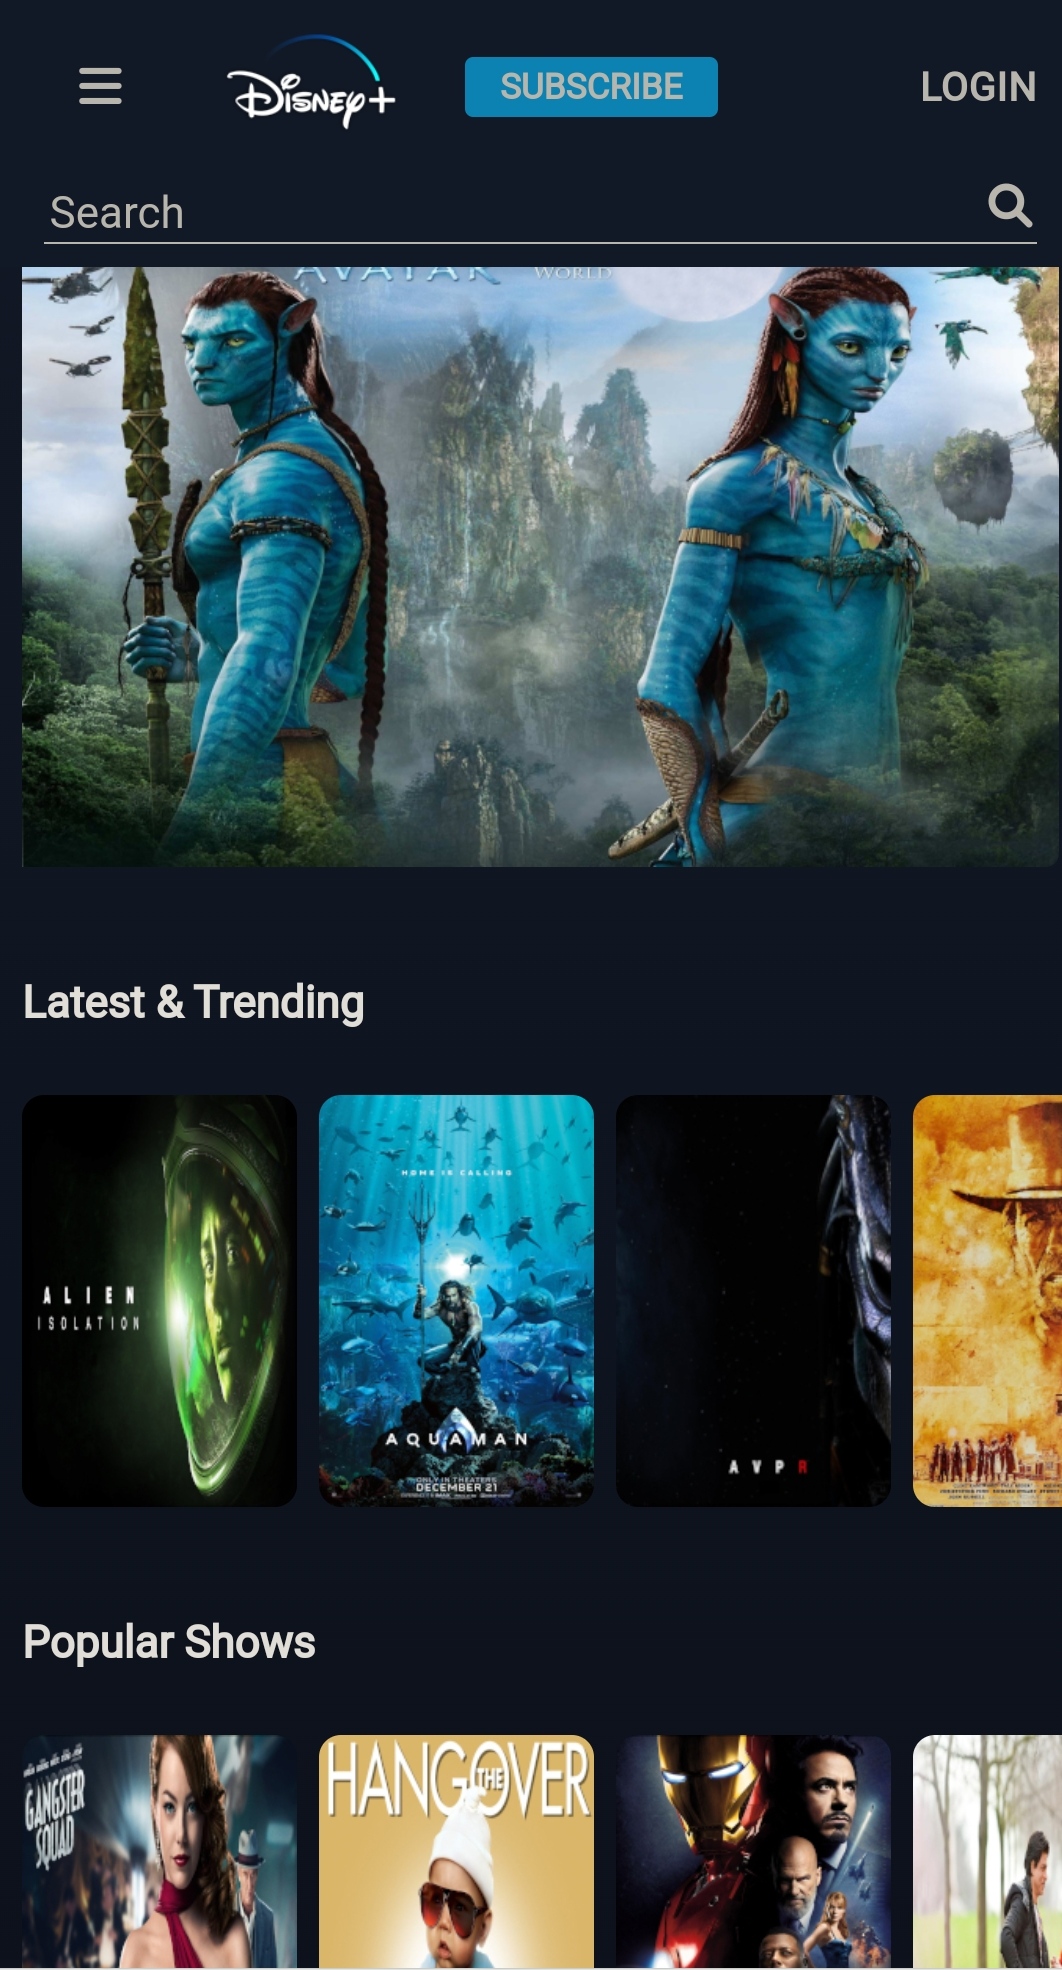 Disney+
SUBSCRIBE
LOGIN
Search
AVATAR
WORLD
Latest & Trending
ALIEN
ISOLATION
HOME IS CALLING
AQUAMAN
ONLY IN THEATERS
DECEMBER 21
AVPR
Popular Shows
GANGSTER
SQUAD
THE
HANGOVER